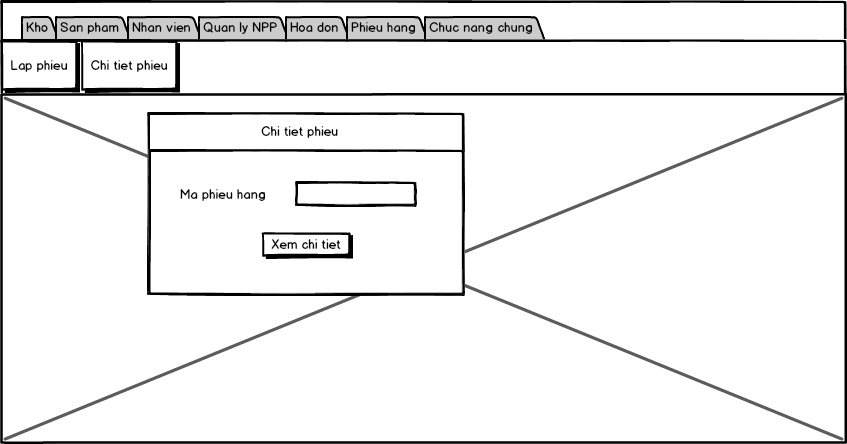 Kho San pham Nhan vien Quan ly NPP Hoa don Phieu hang Chuc nang chung
Lap phieu Chi tiet phieu
Chi tiet phieu
Ma phieu hang
Xem chi tiet